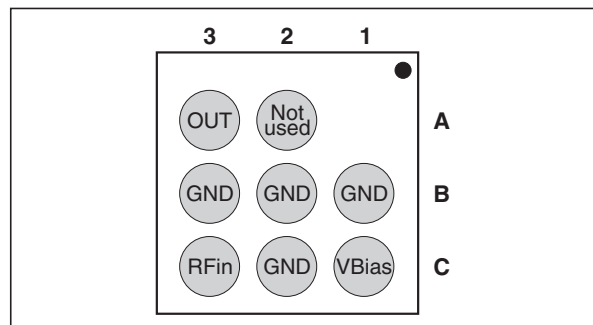 3 2 1
OUT Not used A
GND GND GND B
RFin GND VBias C